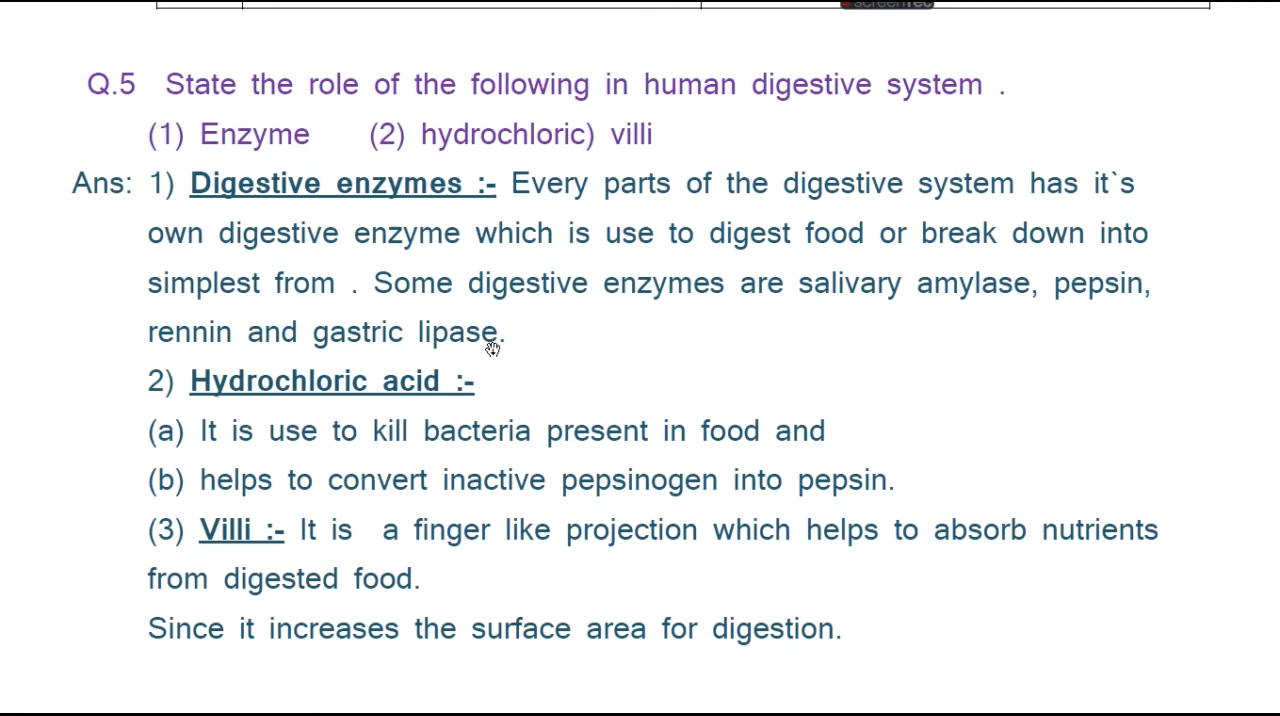 Q.5 State the role of the following in human digestive system .
(1) Enzyme (2) hydrochloric) villi
Ans: 1) Digestive enzymes :- Every parts of the digestive system has it`s
own digestive enzyme which is use to digest food or break down into
simplest from . Some digestive enzymes are salivary amylase, pepsin,
rennin and gastric lipase.
2) Hydrochloric acid :-
(a) It is use to kill bacteria present in food and
(b) helps to convert inactive pepsinogen into pepsin.
(3) Villi :- It is a finger like projection which helps to absorb nutrients
from digested food.
Since it increases the surface area for digestion.